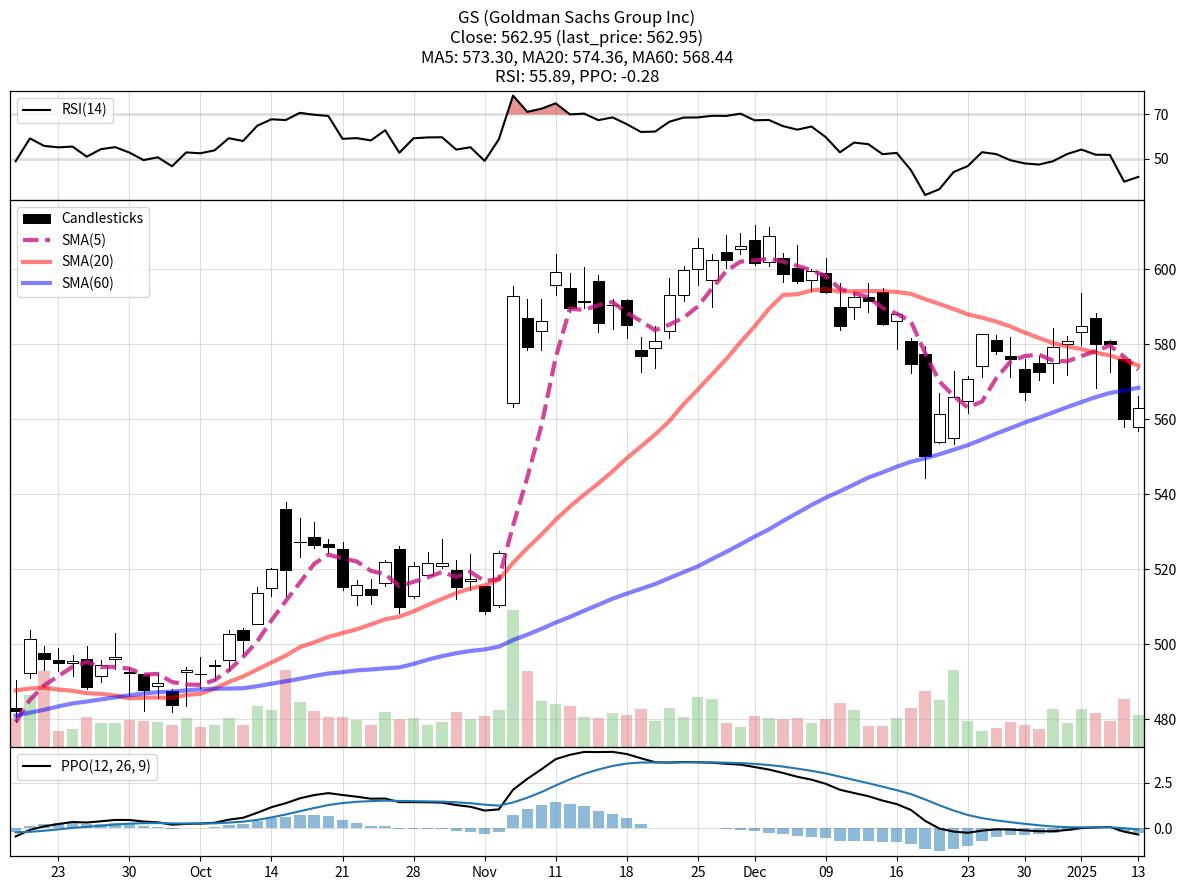 GS (Goldman Sachs Group Inc)
Close: 562.95 (last_price: 562.95)
MA5: 573.30, MA20: 574.36, MA60: 568.44
RSI: 55.89, PPO: -0.28
RSI(14)
70
50
Candlesticks
SMA(5)
SMA(20)
SMA(60)
600
580
560
540
520
500
480
PPO(12, 26, 9)
2.5
0.0
23 30 Oct 14 21 28 Nov 11 18 25 Dec 09 16 23 30 2025 13